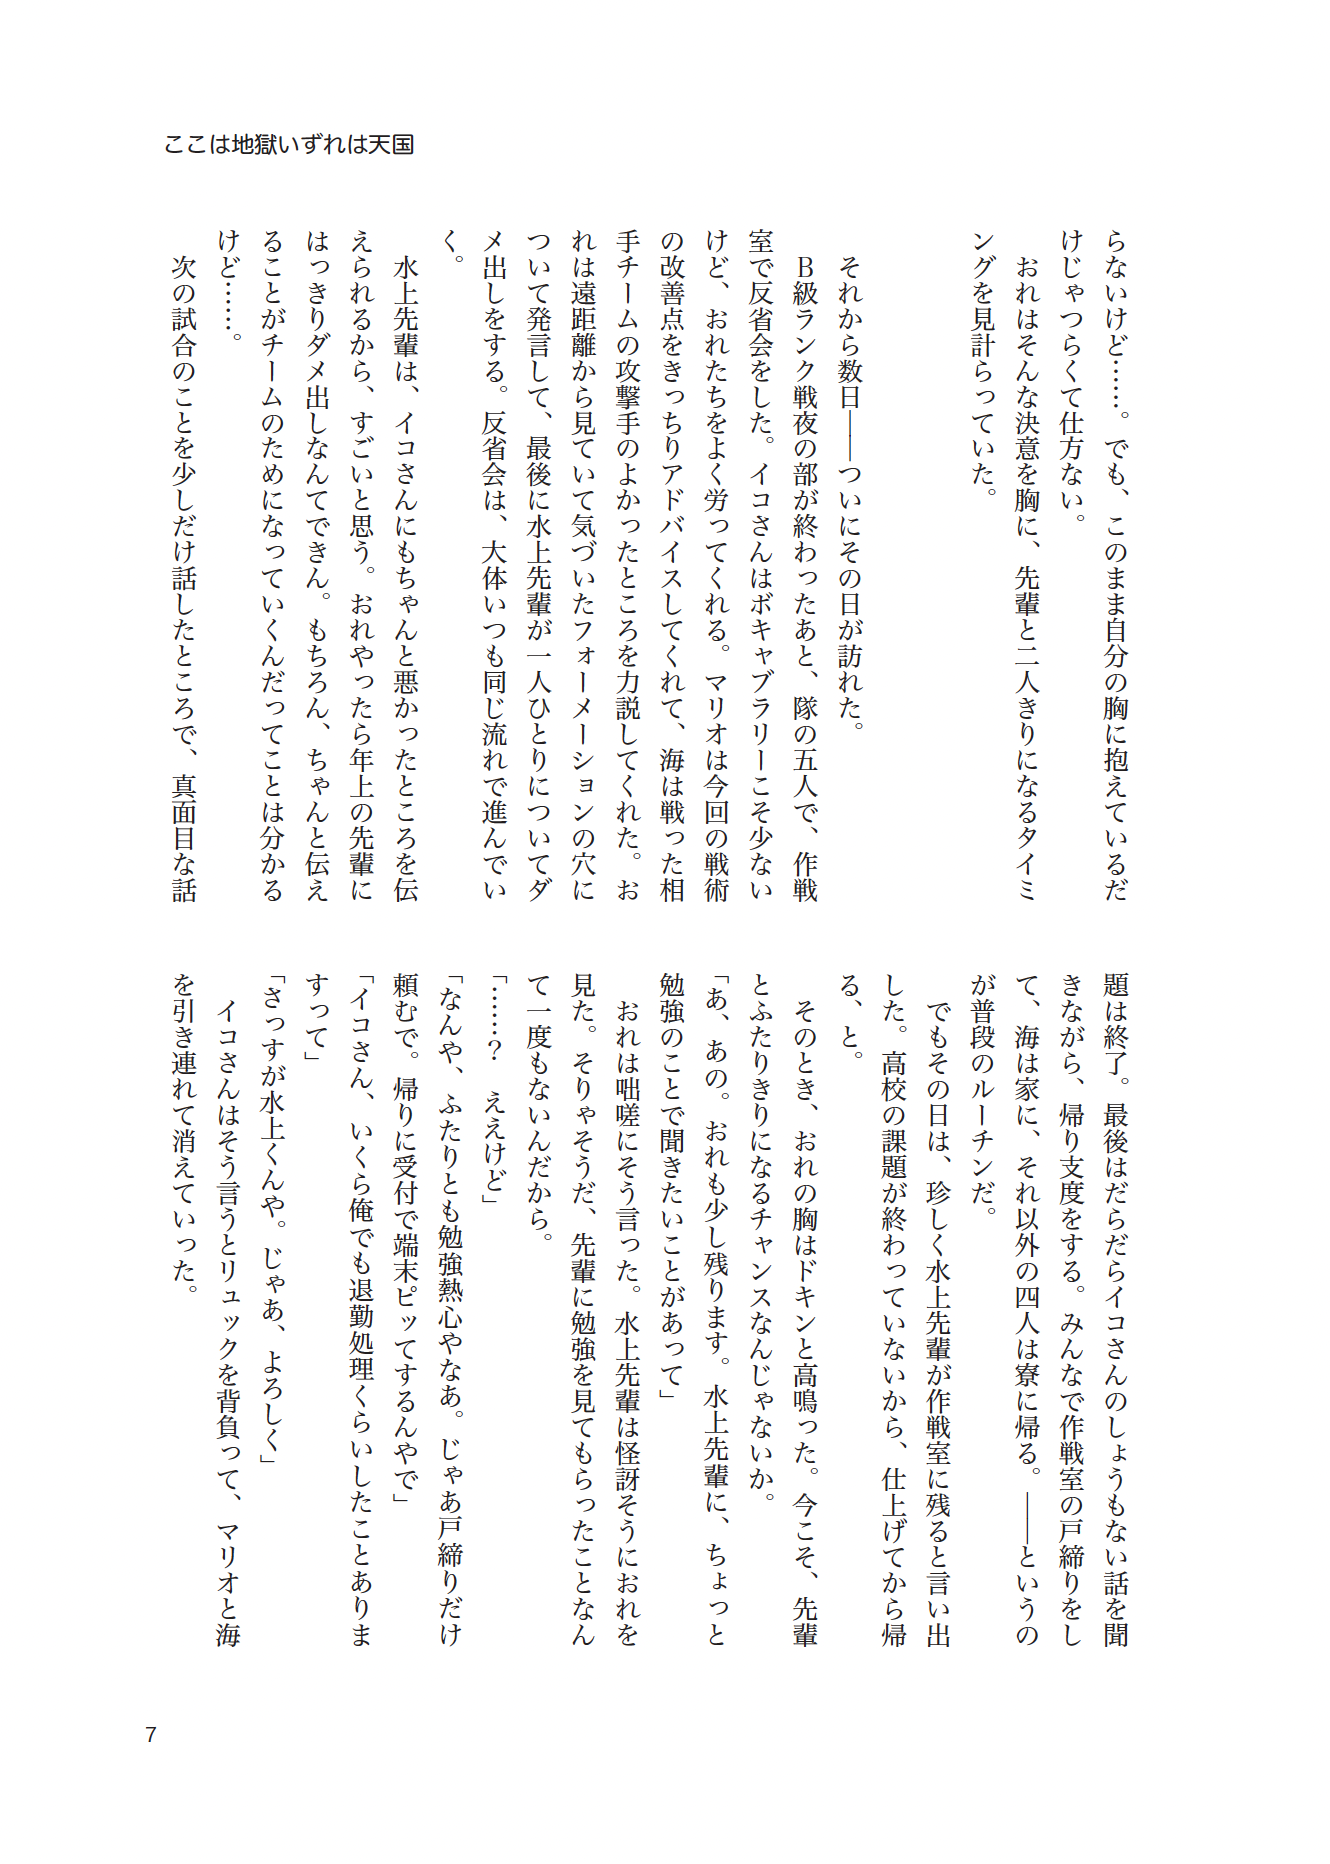 ここは地獄いずれは天国
らないけど……。でも、このまま自分の胸に抱えているだ
けじゃつらくて仕方ない。
　おれはそんな決意を胸に、先輩と二人きりになるタイミ
ングを見計らっていた。
　それから数日――ついにその日が訪れた。
　Ｂ級ランク戦夜の部が終わったあと、隊の五人で、作戦
室で反省会をした。イコさんはボキャブラリーこそ少ない
けど、おれたちをよく労ってくれる。マリオは今回の戦術
の改善点をきっちりアドバイスしてくれて、海は戦った相
手チームの攻撃手のよかったところを力説してくれた。お
れは遠距離から見ていて気づいたフォーメーションの穴に
ついて発言して、最後に水上先輩が一人ひとりについてダ
メ出しをする。反省会は、大体いつも同じ流れで進んでい
く。
　水上先輩は、イコさんにもちゃんと悪かったところを伝
えられるから、すごいと思う。おれやったら年上の先輩に
はっきりダメ出しなんてできん。もちろん、ちゃんと伝え
ることがチームのためになっていくんだってことは分かる
けど……。
　次の試合のことを少しだけ話したところで、真面目な話
題は終了。最後はだらだらイコさんのしょうもない話を聞
きながら、帰り支度をする。みんなで作戦室の戸締りをし
て、海は家に、それ以外の四人は寮に帰る。――というの
が普段のルーチンだ。
　でもその日は、珍しく水上先輩が作戦室に残ると言い出
した。高校の課題が終わっていないから、仕上げてから帰
る、と。
　そのとき、おれの胸はドキンと高鳴った。今こそ、先輩
とふたりきりになるチャンスなんじゃないか。
「あ、あの。おれも少し残ります。水上先輩に、ちょっと
勉強のことで聞きたいことがあって」
　おれは咄嗟にそう言った。水上先輩は怪訝そうにおれを
見た。そりゃそうだ、先輩に勉強を見てもらったことなん
て一度もないんだから。
「……？　ええけど」
「なんや、ふたりとも勉強熱心やなあ。じゃあ戸締りだけ
頼むで。帰りに受付で端末ピッてするんやで」
「イコさん、いくら俺でも退勤処理くらいしたことありま
すって」
「さっすが水上くんや。じゃあ、よろしく」
　イコさんはそう言うとリュックを背負って、マリオと海
を引き連れて消えていった。
7